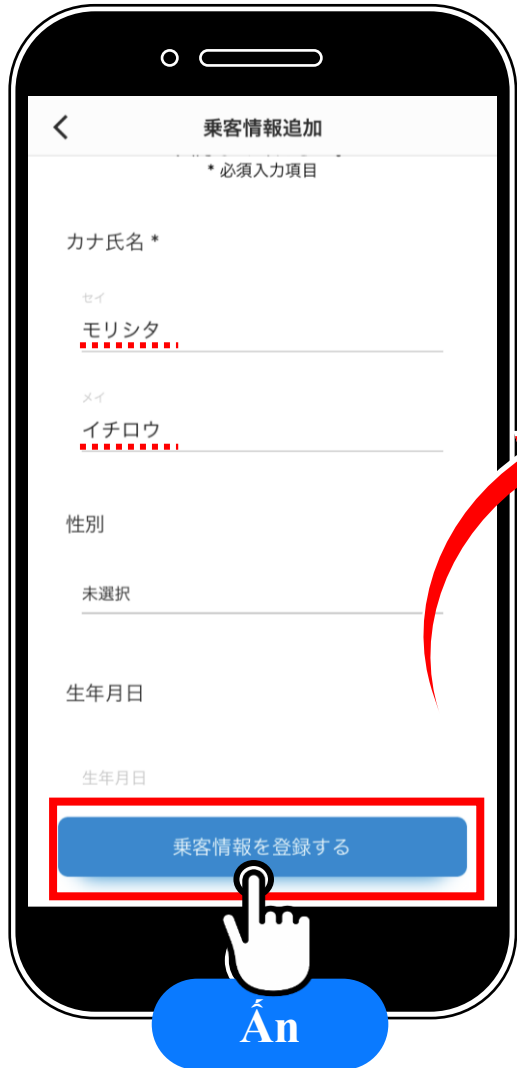 乗客情報追加
* 必須入力項目
カナ氏名 *
セイ
モリシタ
メイ
イチロウ
性別
未選択
生年月日
生年月日
乗客情報を登録する
Ấn